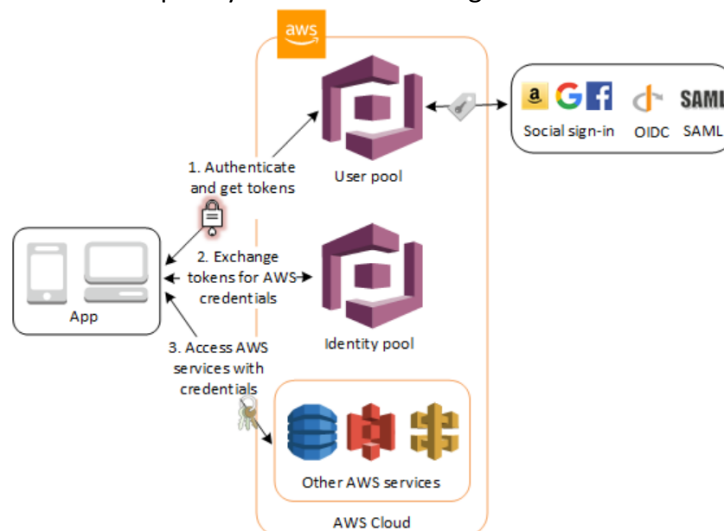 aws
a
G
f
SAML
Social sign-in
OIDC
SAML
1. Authenticate
and get tokens
User pool
2. Exchange
tokens for AWS
credentials
App
Identity pool
3. Access AWS
services with
credentials
Other AWS services
AWS Cloud